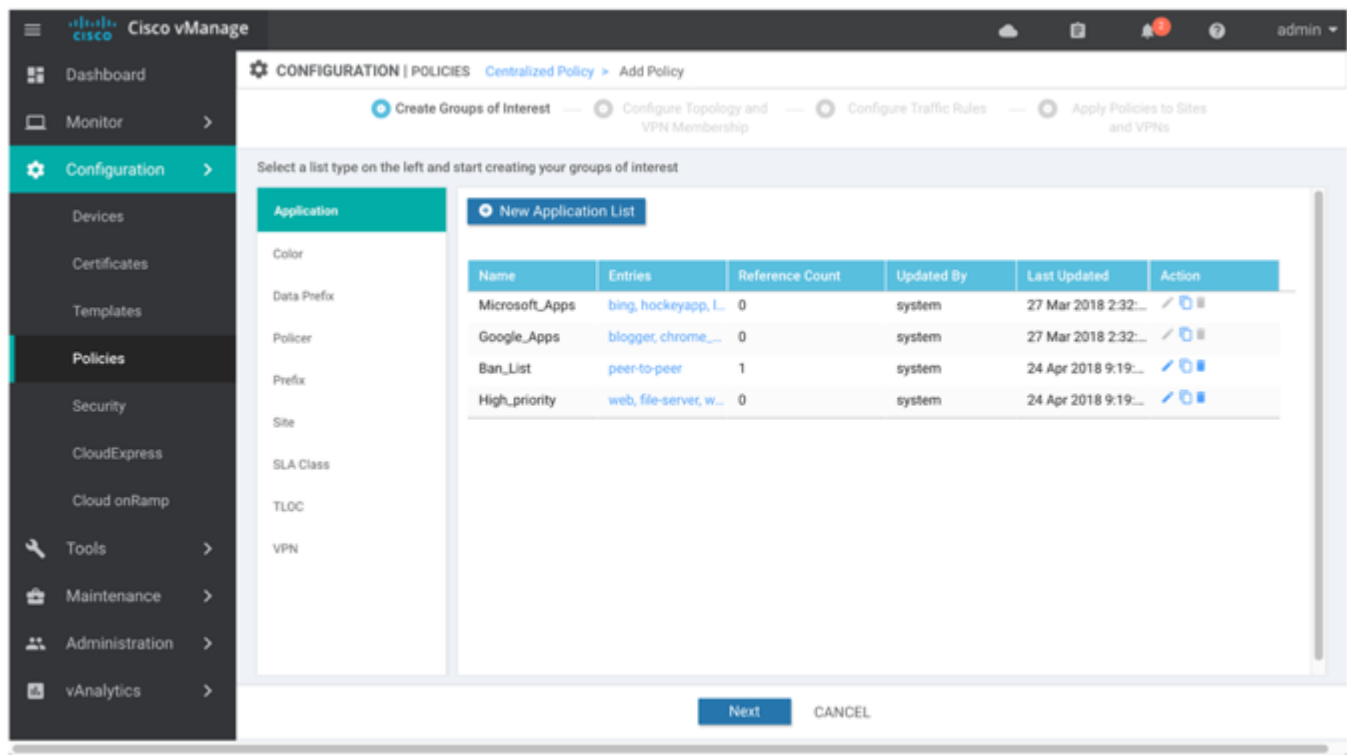 cisco Cisco vManage
2
admin
Dashboard
Monitor
Configuration
Devices
Certificates
Templates
Policies
Security
CloudExpress
Cloud onRamp
Tools
Maintenance
Administration
vAnalytics
CONFIGURATION | POLICIES Centralized Policy > Add Policy
Create Groups of Interest
Configure Topology and
VPN Membership
Configure Traffic Rules
Apply Policies to Sites
and VPNs
Select a list type on the left and start creating your groups of interest
Application
Color
Data Prefix
Policer
Prefix
Site
SLA Class
TLOC
VPN
New Application List
Name Entries Reference Count Updated By Last Updated Action
Microsoft_Apps bing, hockeyapp, l... 0 system 27 Mar 2018 2:32:...
Google_Apps blogger, chrome_... 0 system 27 Mar 2018 2:32:...
Ban_List peer-to-peer 1 system 24 Apr 2018 9:19:...
High_priority web, file-server, w... 0 system 24 Apr 2018 9:19:...
Next CANCEL